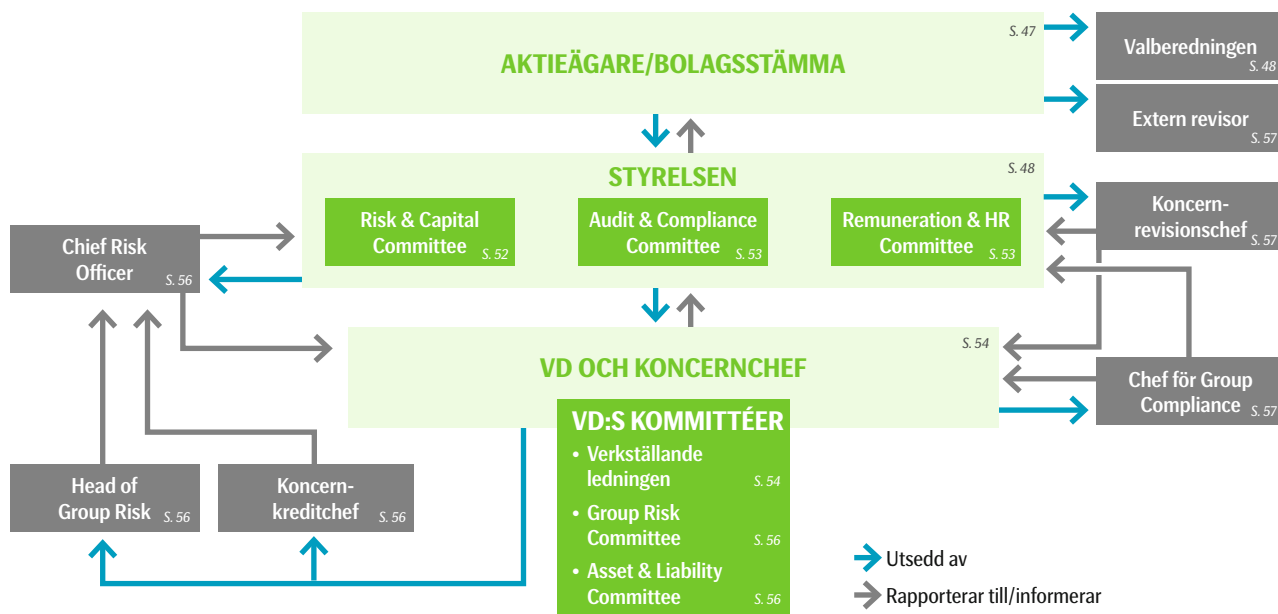 S. 47
AKTIEÄGARE/BOLAGSSTÄMMA
Valberedningen
S. 48
Extern revisor
S. 57
S. 48
STYRELSEN
Risk & Capital
Committee
S. 52
Audit & Compliance
Committee
S. 53
Remuneration & HR
Committee
S. 53
Koncern-
revisionschef
S. 57
Chief Risk
Officer
S. 56
S. 54
VD OCH KONCERNCHEF
Chef för Group
Compliance
S. 57
VD:S KOMMITTÉER
• Verkställande
ledningen
S. 54
• Group Risk
Committee
S. 56
• Asset & Liability
Committee
S. 56
Head of
Group Risk
S. 56
Koncern-
kreditchef
S. 56
Utsedd av
Rapporterar till/informerar